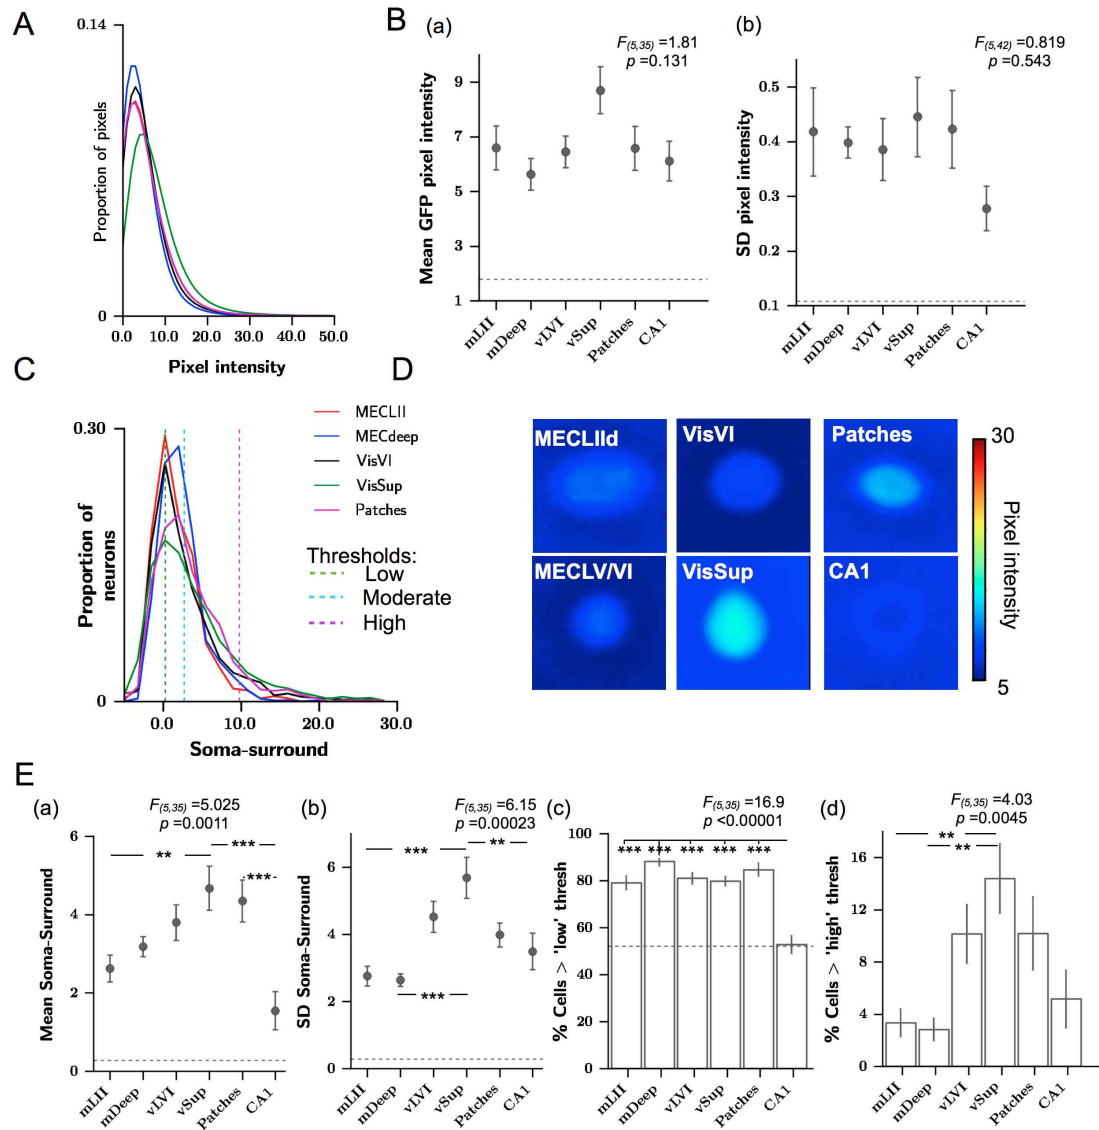 A
0.14
Proportion of pixels
0
0.0 10.0 20.0 30.0 40.0 50.0
Pixel intensity
B
(a)
F(5,35) =1.81
p =0.131
Mean GFP pixel intensity
9
7
5
3
1
mLII mDeep vLVI vSup Patches CA1
(b)
F(5,42) =0.819
p =0.543
SD pixel intensity
0.5
0.4
0.3
0.2
0.1
mLII mDeep vLVI vSup Patches CA1
C
0.30
Proportion of
neurons
0
0.0 10.0 20.0 30.0
Soma-surround
MECLII
MECdeep
VisVI
VisSup
Patches
Thresholds:
Low
Moderate
High
D
MECLIId VisVI Patches
MECLV/VI VisSup CA1
30
Pixel intensity
5
E
(a)
F(5,35) =5.025
p =0.0011
** ***
***
Mean Soma-Surround
6
4
2
0
mLII mDeep vLVI vSup Patches CA1
(b)
F(5,35) =6.15
p =0.00023
*** **
***
SD Soma-Surround
6
4
2
0
mLII mDeep vLVI vSup Patches CA1
(c)
F(5,35) =16.9
p <0.00001
*** *** *** *** ***
% Cells > 'low' thresh
100
80
60
40
20
0
mLII mDeep vLVI vSup Patches CA1
(d)
F(5,35) =4.03
p =0.0045
**
**
% Cells > 'high' thresh
16
12
8
4
0
mLII mDeep vLVI vSup Patches CA1